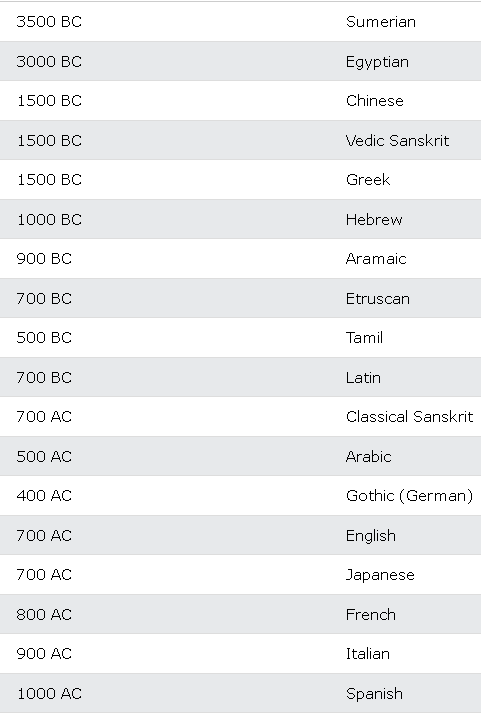 3500 BC Sumerian
3000 BC Egyptian
1500 BC Chinese
1500 BC Vedic Sanskrit
1500 BC Greek
1000 BC Hebrew
900 BC Aramaic
700 BC Etruscan
500 BC Tamil
700 BC Latin
700 AC Classical Sanskrit
500 AC Arabic
400 AC Gothic (German)
700 AC English
700 AC Japanese
800 AC French
900 AC Italian
1000 AC Spanish